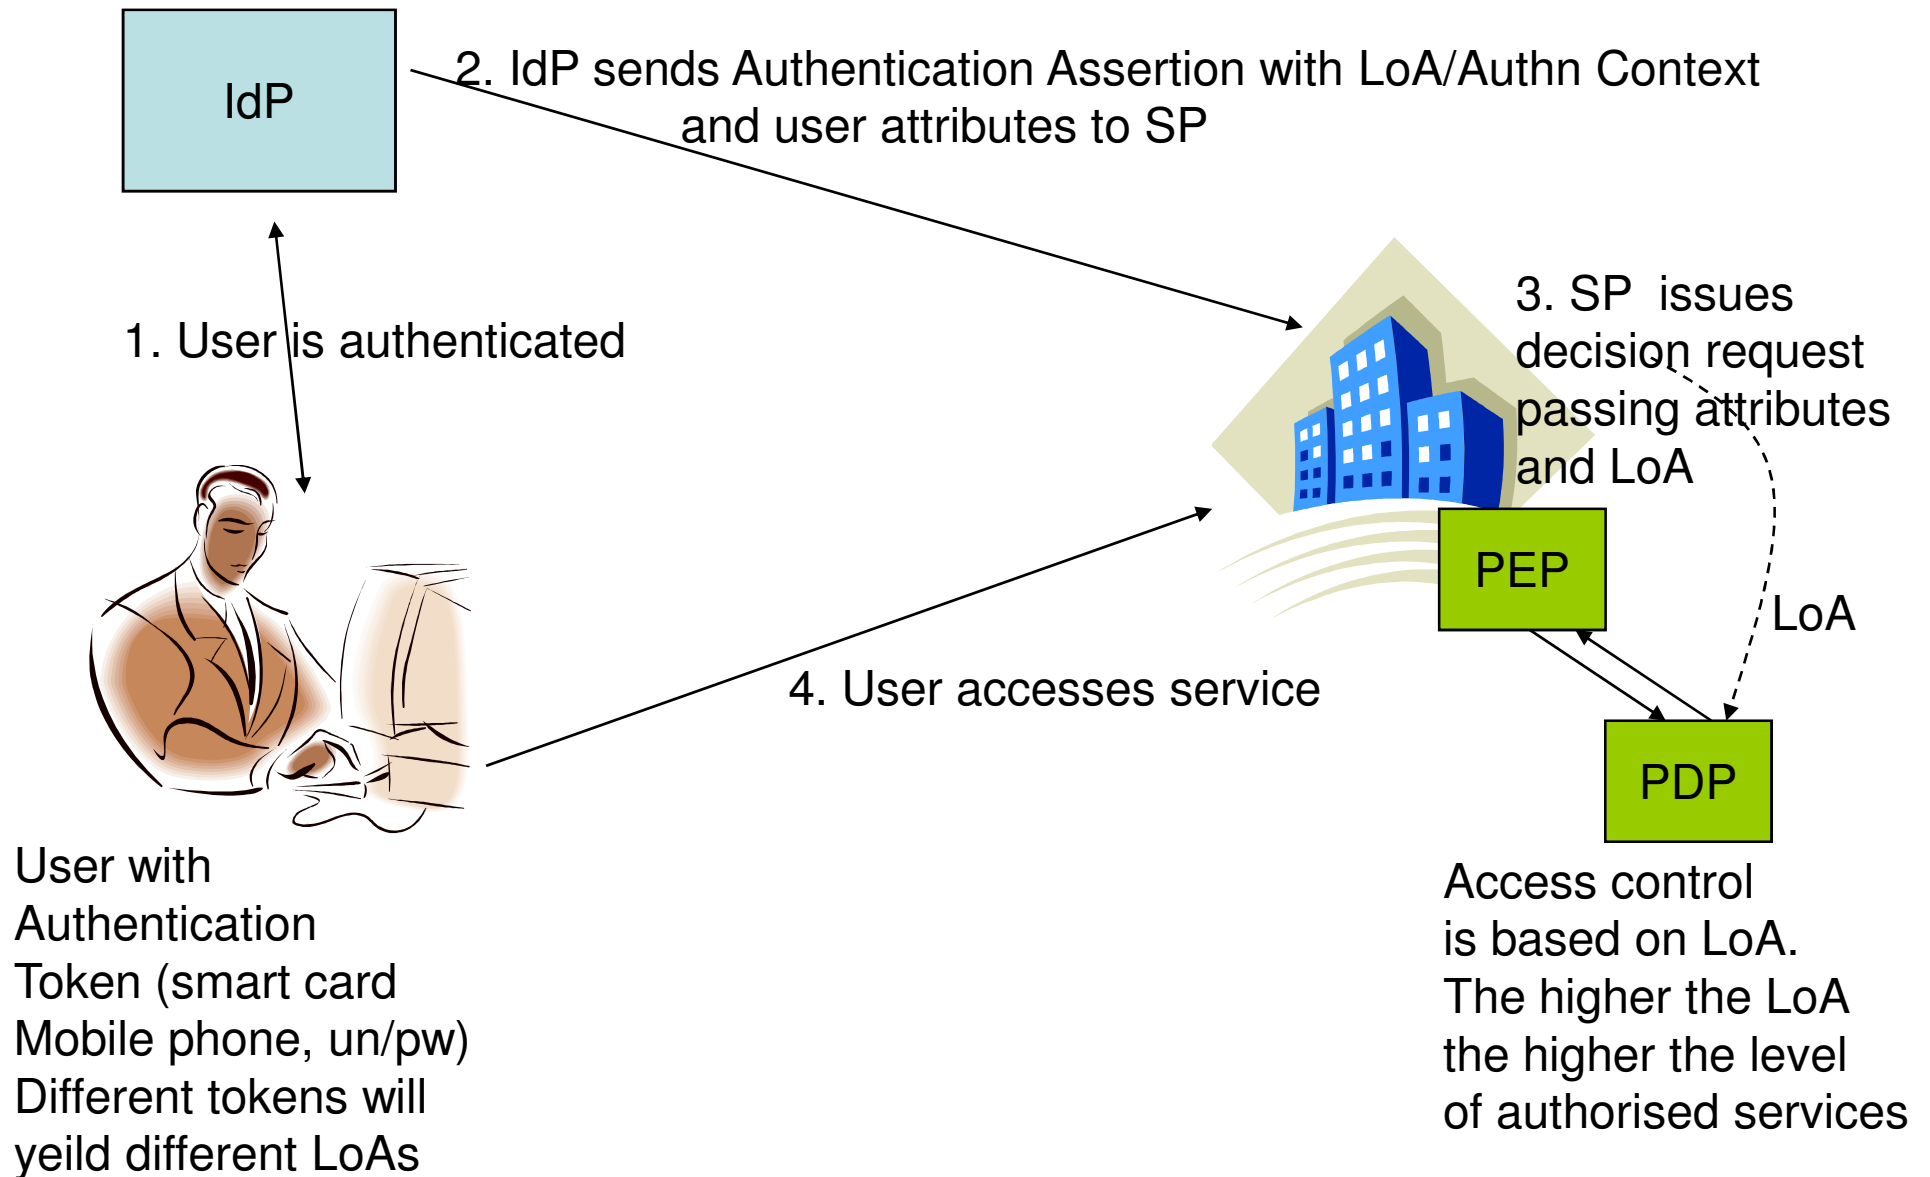 IdP
2. IdP sends Authentication Assertion with LoA/Authn Context
and user attributes to SP
1. User is authenticated
3. SP issues
decision request
passing attributes
and LoA
PEP
LoA
4. User accesses service
PDP
User with
Authentication
Token (smart card
Mobile phone, un/pw)
Different tokens will
yeild different LoAs
Access control
is based on LoA.
The higher the LoA
the higher the level
of authorised services